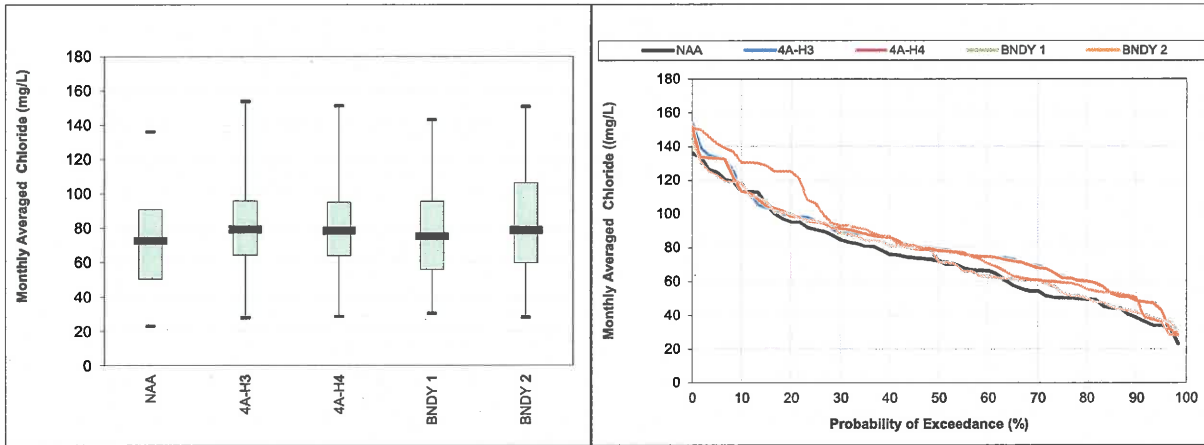 180
160
140
120
100
80
60
40
20
0
Monthly Averaged Chloride (mg/L)
NAA
4A-H3
4A-H4
BNDY 1
BNDY 2
NAA 4A-H3 4A-H4 BNDY 1 BNDY 2
180
160
140
120
100
80
60
40
20
0
Monthly Averaged Chloride ((mg/L)
0 10 20 30 40 50 60 70 80 90 100
Probability of Exceedance (%)